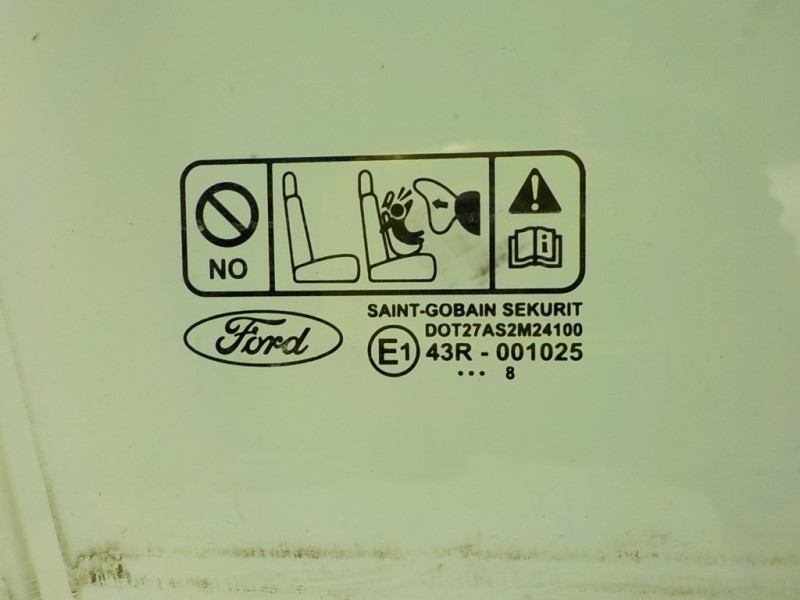 NO
SAINT-GOBAIN SEKURIT
DOT27AS2M24100
Ford
E1 43R - 001025
... 8